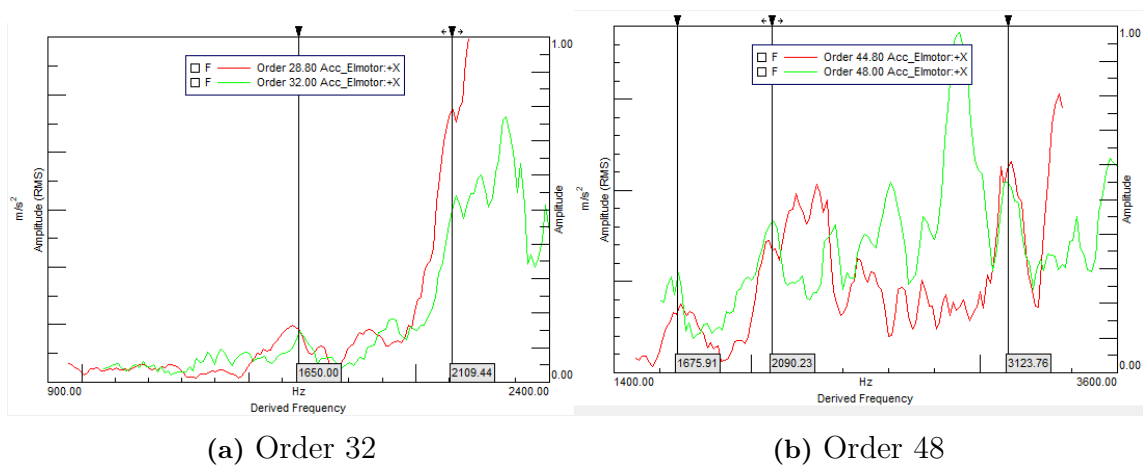 1.00
F Order 28.80 Acc_Elmotor:+X
F Order 32.00 Acc_Elmotor:+X
m/s²
Amplitude (RMS)
Amplitude
1650.00
2109.44
0.00
900.00
Hz
2400.00
Derived Frequency
(a) Order 32
1.00
F Order 44.80 Acc_Elmotor:+X
F Order 48.00 Acc_Elmotor:+X
m/s²
Amplitude (RMS)
Amplitude
1675.91
2090.23
3123.76
0.00
1400.00
Hz
3600.00
Derived Frequency
(b) Order 48